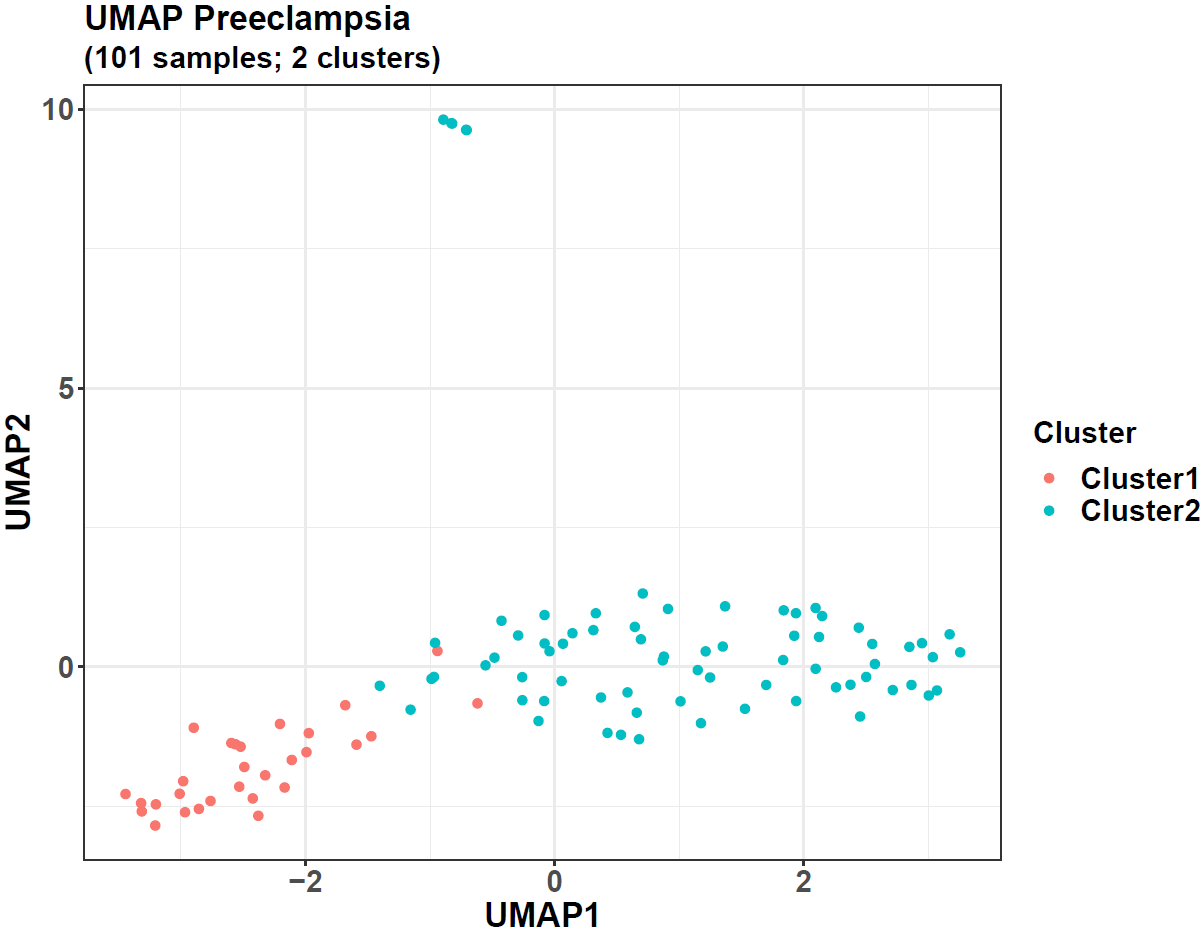 UMAP Preeclampsia
(101 samples; 2 clusters)
10
5
0
UMAP2
−2
0
2
UMAP1
Cluster
Cluster1
Cluster2